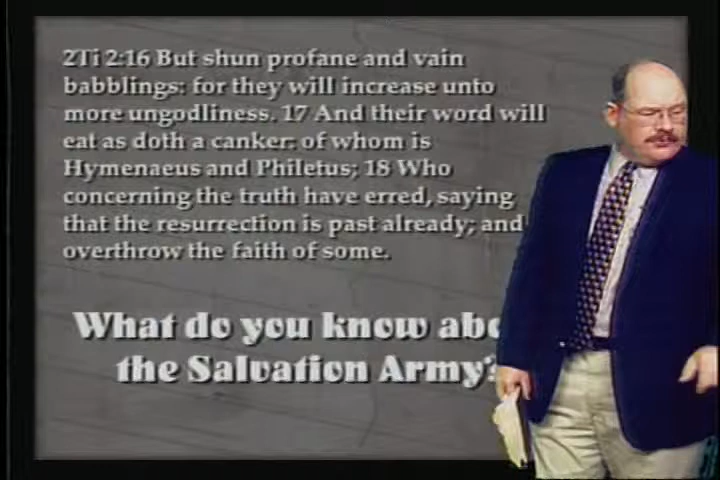 2Ti 2:16 But shun profane and vain
babblings: for they will increase unto
more ungodliness. 17 And their word will
eat as doth a canker: of whom is
Hymenaeus and Philetus; 18 Who
concerning the truth have erred, saying
that the resurrection is past already; and
overthrow the faith of some.
What do you know abo
the Salvation Army?